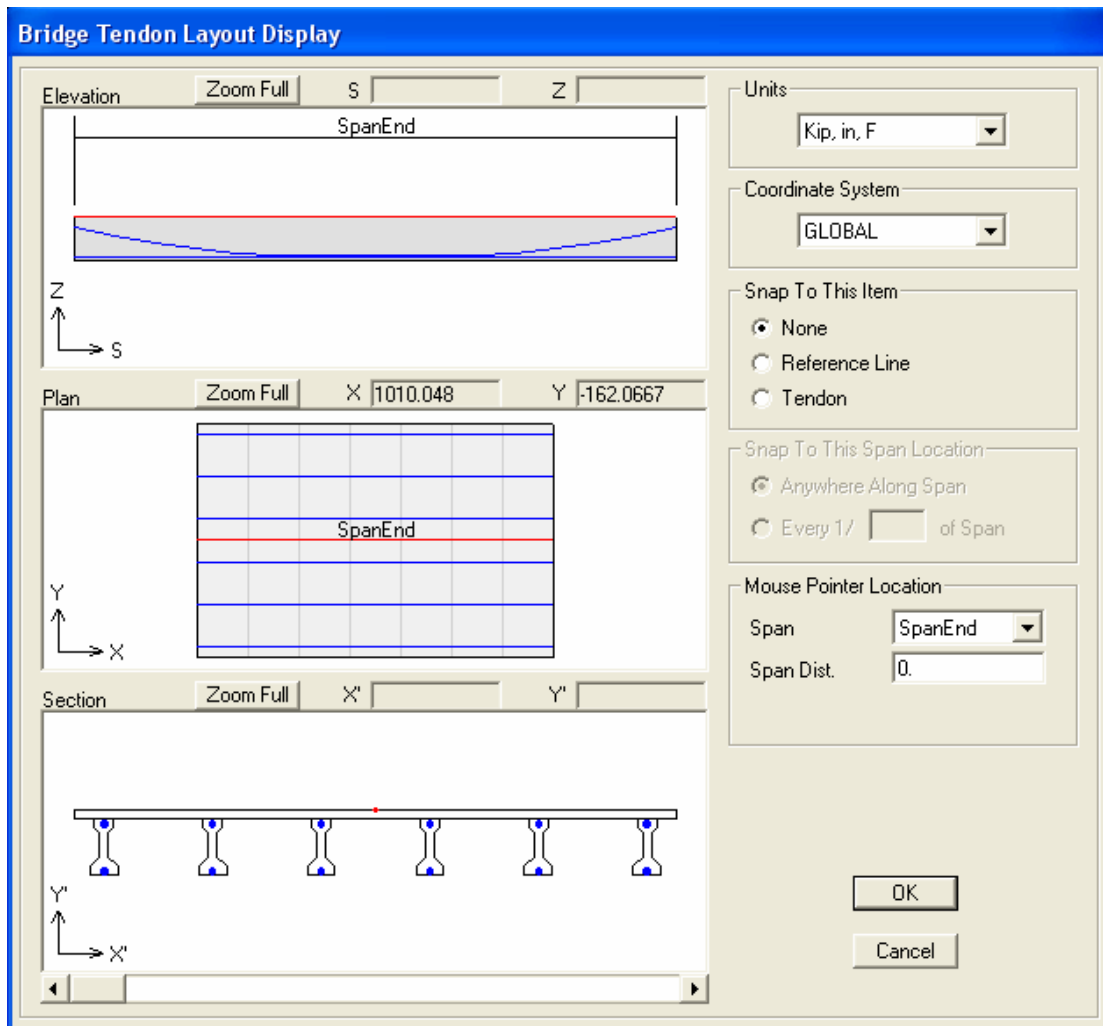 Bridge Tendon Layout Display
Elevation Zoom Full S Z
SpanEnd
Z
S
Plan Zoom Full X 1010.048 Y -162.0667
SpanEnd
Y
X
Section Zoom Full X' Y'
Y'
X'
Units
Kip, in, F
Coordinate System
GLOBAL
Snap To This Item
None
Reference Line
Tendon
Snap To This Span Location
Anywhere Along Span
Every 1/ of Span
Mouse Pointer Location
Span SpanEnd
Span Dist. 0.
OK
Cancel